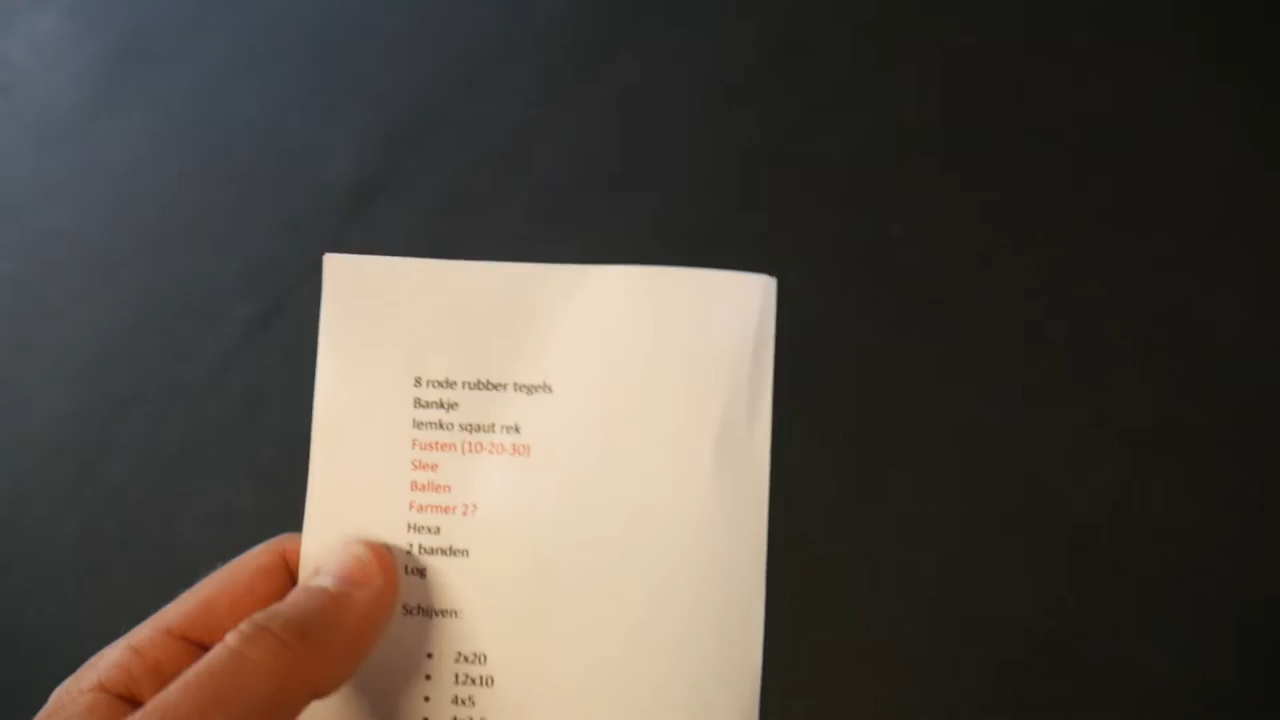 8 rode rubber tegels
Bankje
lemko sqaut rek
Fusten (10-20-30)
Slee
Ballen
Farmer 2?
Hexa
2 banden
Log
Schijven:
• 2x20
• 12x10
• 4x5